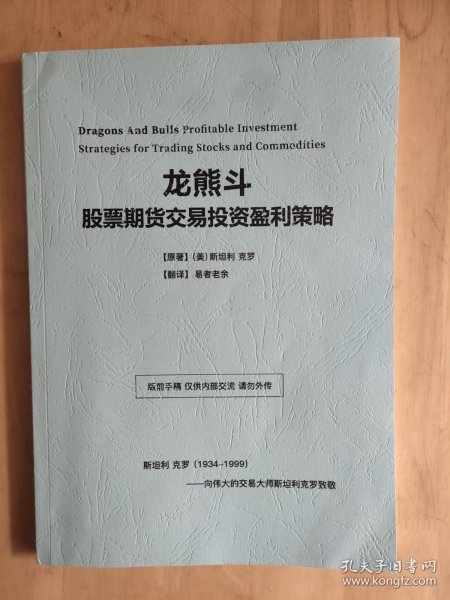 Dragons And Bulls Profitable Investment
Strategies for Trading Stocks and Commodities
龙熊斗
股票期货交易投资盈利策略
【原著】（美）斯坦利 克罗
【翻译】易者老余
版前手稿 仅供内部交流 请勿外传
斯坦利 克罗（1934--1999）
——向伟大的交易大师斯坦利克罗致敬
孔夫子旧书网
www.kongfz.com